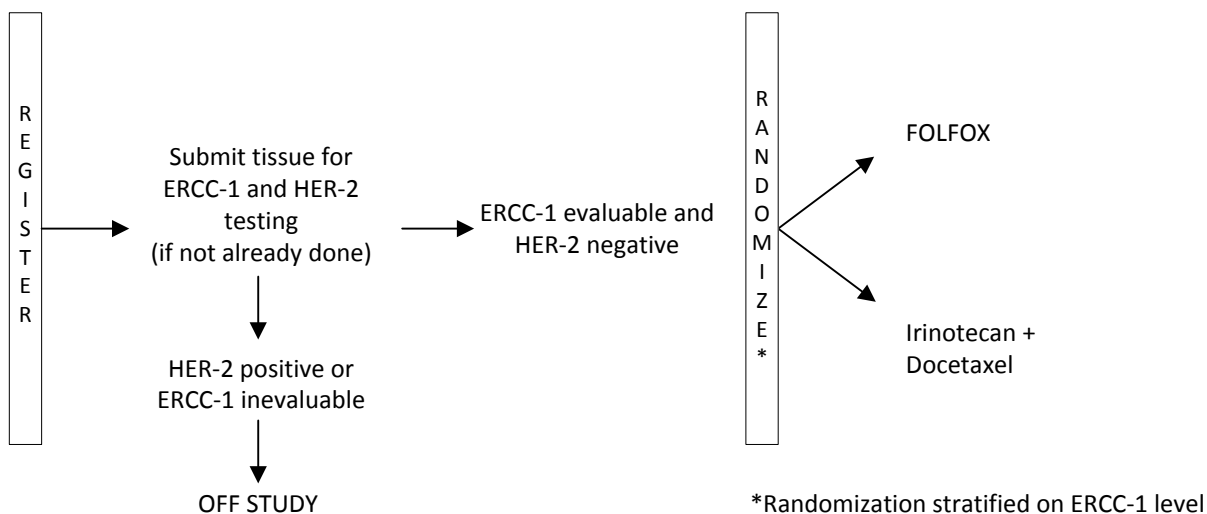 REGISTER
Submit tissue for
ERCC-1 and HER-2
testing
(if not already done)
HER-2 positive or
ERCC-1 inevaluable
OFF STUDY
ERCC-1 evaluable and
HER-2 negative
RANDOMIZE*
FOLFOX
Irinotecan +
Docetaxel
*Randomization stratified on ERCC-1 level